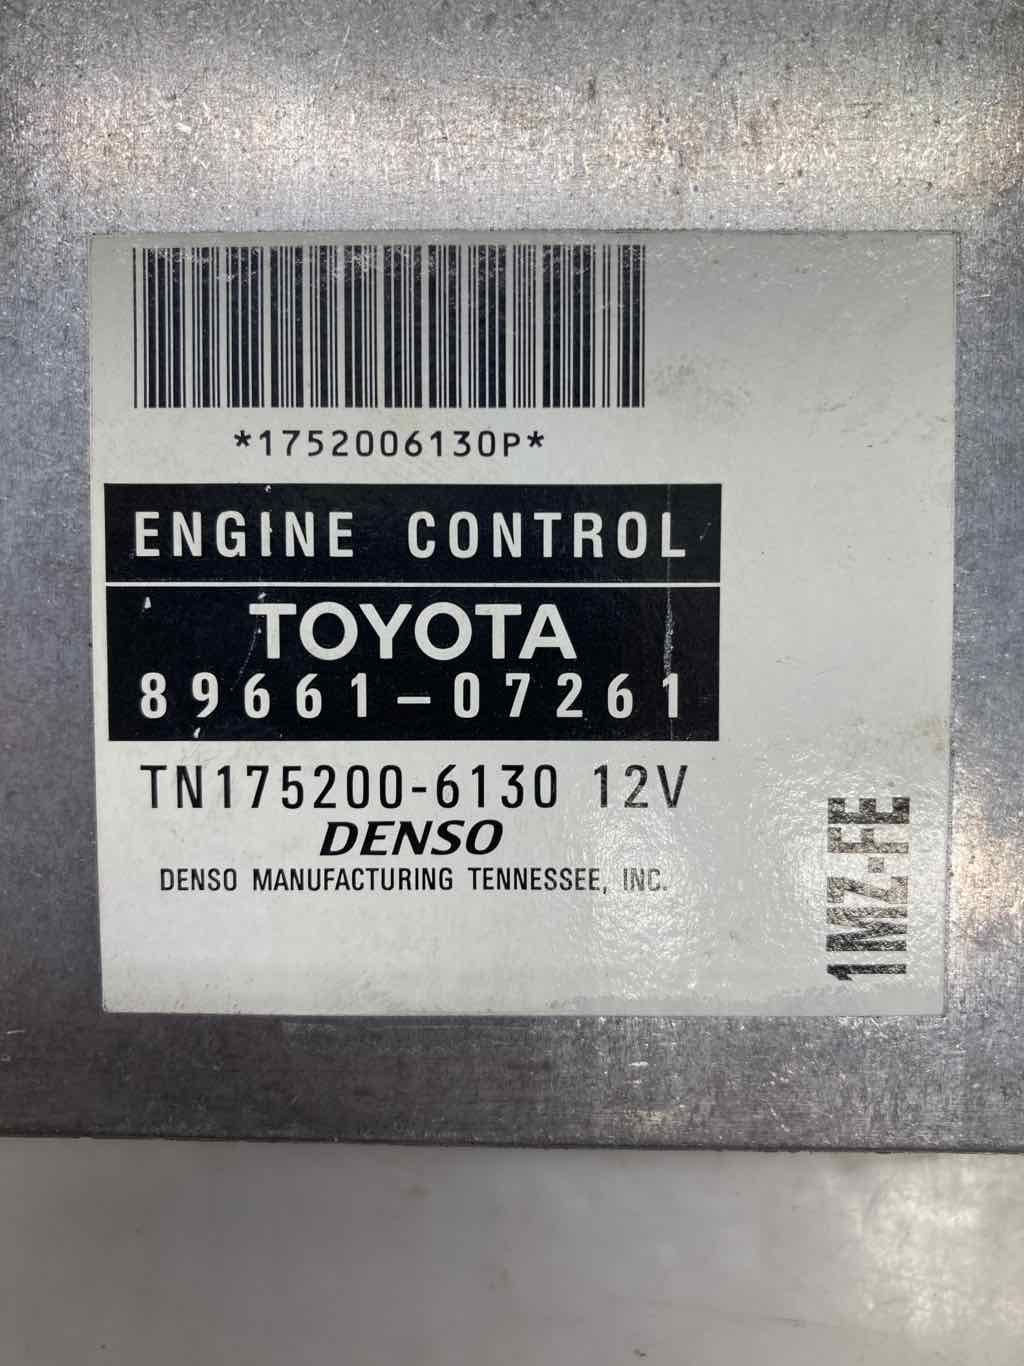 *1752006130P*
ENGINE CONTROL
TOYOTA
89661-07261
TN175200-6130 12V
DENSO
DENSO MANUFACTURING TENNESSEE, INC.
1MZ-FE